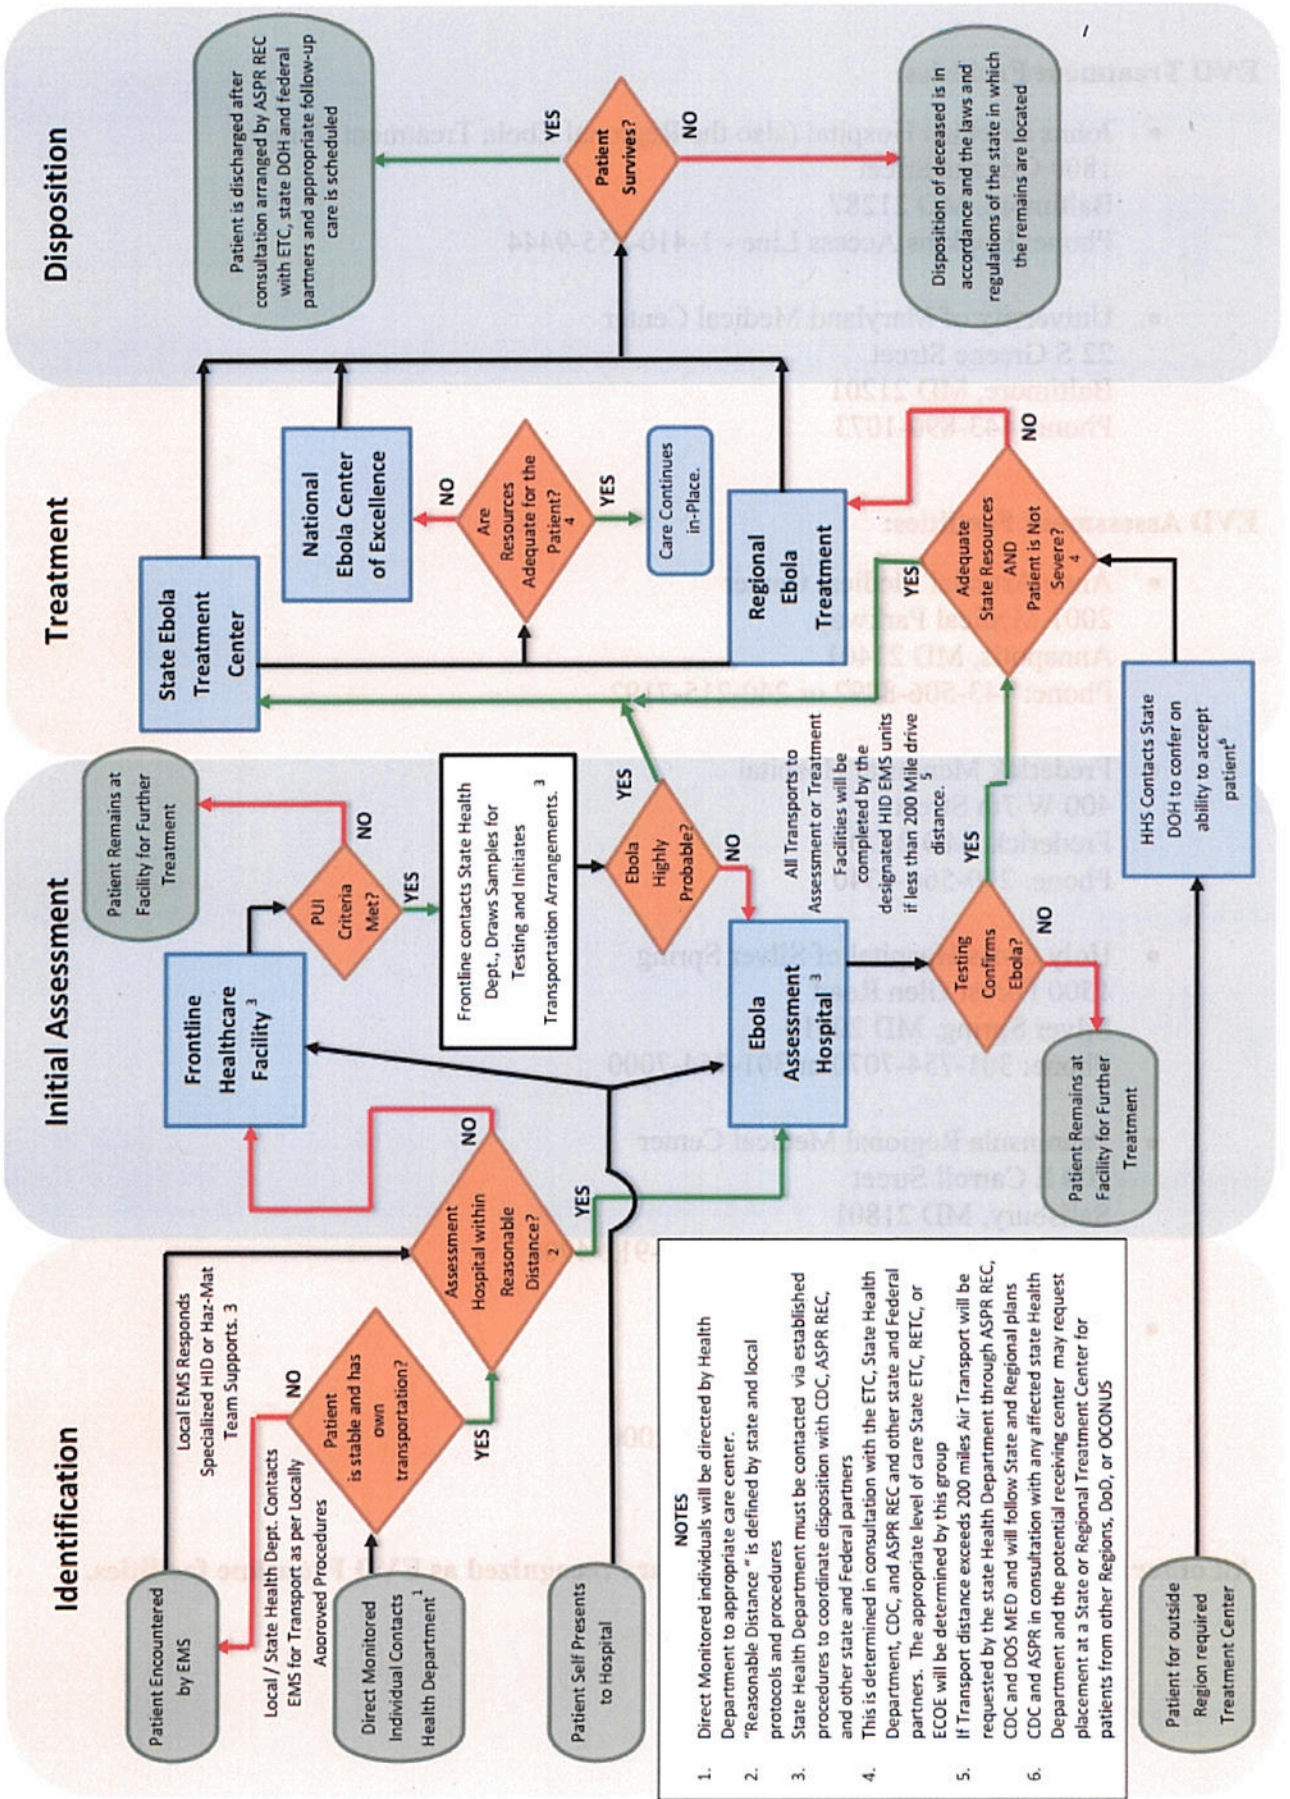 Identification
Initial Assessment
Treatment
Disposition
Patient Encountered
by EMS
Local EMS Responds
Specialized HID or Haz-Mat
Team Supports. 3
Local / State Health Dept. Contacts
EMS for Transport as per Locally
Approved Procedures
NO
Direct Monitored
Individual Contacts
Health Department1
Patient
is stable and has
own
transportation?
YES
Patient Self Presents
to Hospital
Assessment
Hospital within
Reasonable
Distance?
2
NO
YES
NOTES
1. Direct Monitored individuals will be directed by Health
Department to appropriate care center.
2. "Reasonable Distance " is defined by state and local
protocols and procedures
3. State Health Department must be contacted via established
procedures to coordinate disposition with CDC, ASPR REC,
and other state and Federal partners
4. This is determined in consultation with the ETC, State Health
Department, CDC, and ASPR REC and other state and Federal
partners. The appropriate level of care State ETC, RETC, or
ECOE will be determined by this group
5. If Transport distance exceeds 200 miles Air Transport will be
requested by the state Health Department through ASPR REC,
CDC and DOS MED and will follow State and Regional plans
6. CDC and ASPR in consultation with any affected state Health
Department and the potential receiving center may request
placement at a State or Regional Treatment Center for
patients from other Regions, DoD, or OCONUS
Patient for outside
Region required
Treatment Center
Frontline
Healthcare
Facility 3
PUI
Criteria
Met?
NO
YES
Patient Remains at
Facility for Further
Treatment
Frontline contacts State Health
Dept., Draws Samples for
Testing and Initiates
Transportation Arrangements. 3
Ebola
Highly
Probable?
YES
NO
Ebola
Assessment
Hospital 3
All Transports to
Assessment or Treatment
Facilities will be
completed by the
designated HID EMS units
if less than 200 Mile drive
distance. 5
Testing
Confirms
Ebola?
YES
NO
Patient Remains at
Facility for Further
Treatment
HHS Contacts State
DOH to confer on
ability to accept
patient6
State Ebola
Treatment
Center
National
Ebola Center
of Excellence
NO
Are
Resources
Adequate for the
Patient?
4
YES
Care Continues
in-Place.
Regional
Ebola
Treatment
YES
Adequate
State Resources
AND
Patient is Not
Severe?
4
NO
Patient is discharged after
consultation arranged by ASPR REC
with ETC, state DOH and federal
partners and appropriate follow-up
care is scheduled
YES
Patient
Survives?
NO
Disposition of deceased is in
accordance and the laws and
regulations of the state in which
the remains are located